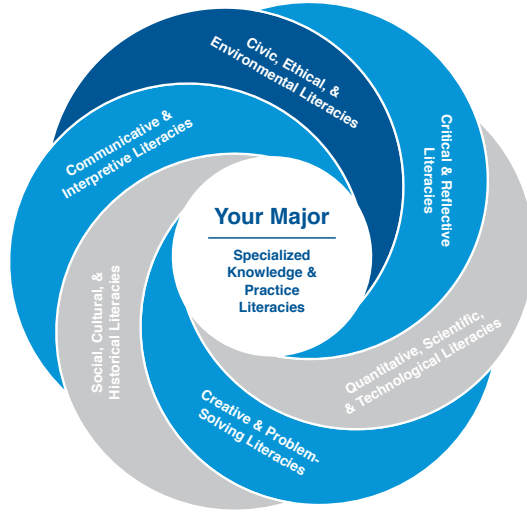 Civic, Ethical, &
Environmental Literacies
Critical & Reflective
Literacies
Quantitative, Scientific,
& Technological Literacies
Creative & Problem-
Solving Literacies
Social, Cultural, &
Historical Literacies
Communicative &
Interpretive Literacies
Your Major
Specialized
Knowledge &
Practice
Literacies